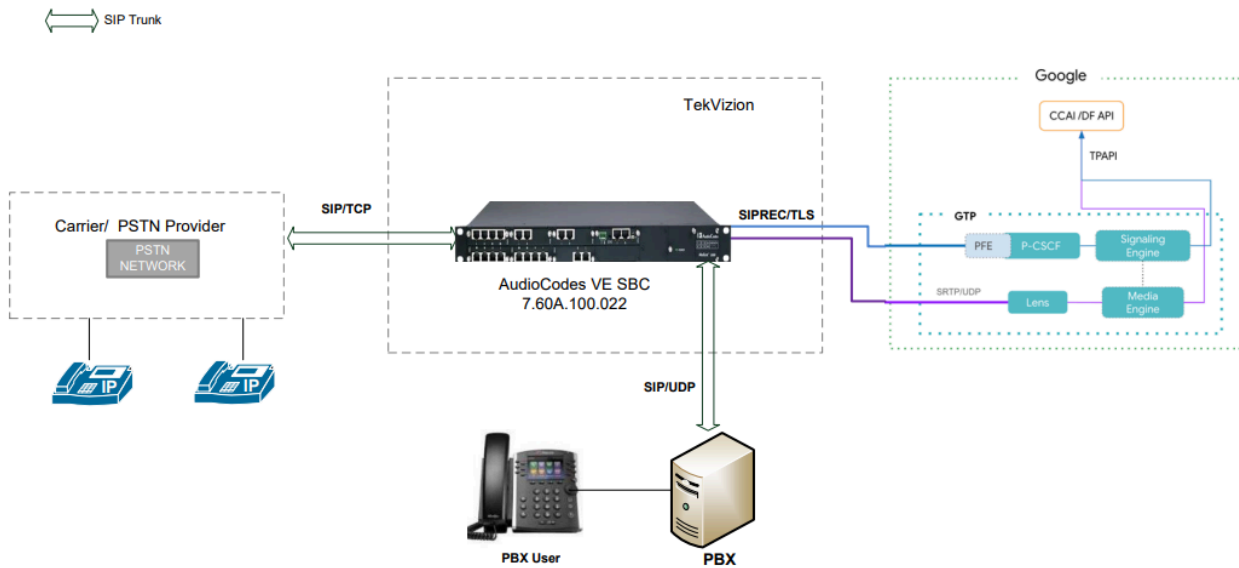 SIP Trunk
Google
TekVizion
CCAI /DF API
TPAPI
Carrier/ PSTN Provider
PSTN
NETWORK
SIP/TCP
SIPREC/TLS
GTP
PFE
P-CSCF
Signaling
Engine
AudioCodes VE SBC
7.60A.100.022
SRTP/UDP
Lens
Media
Engine
IP
IP
SIP/UDP
PBX User
PBX